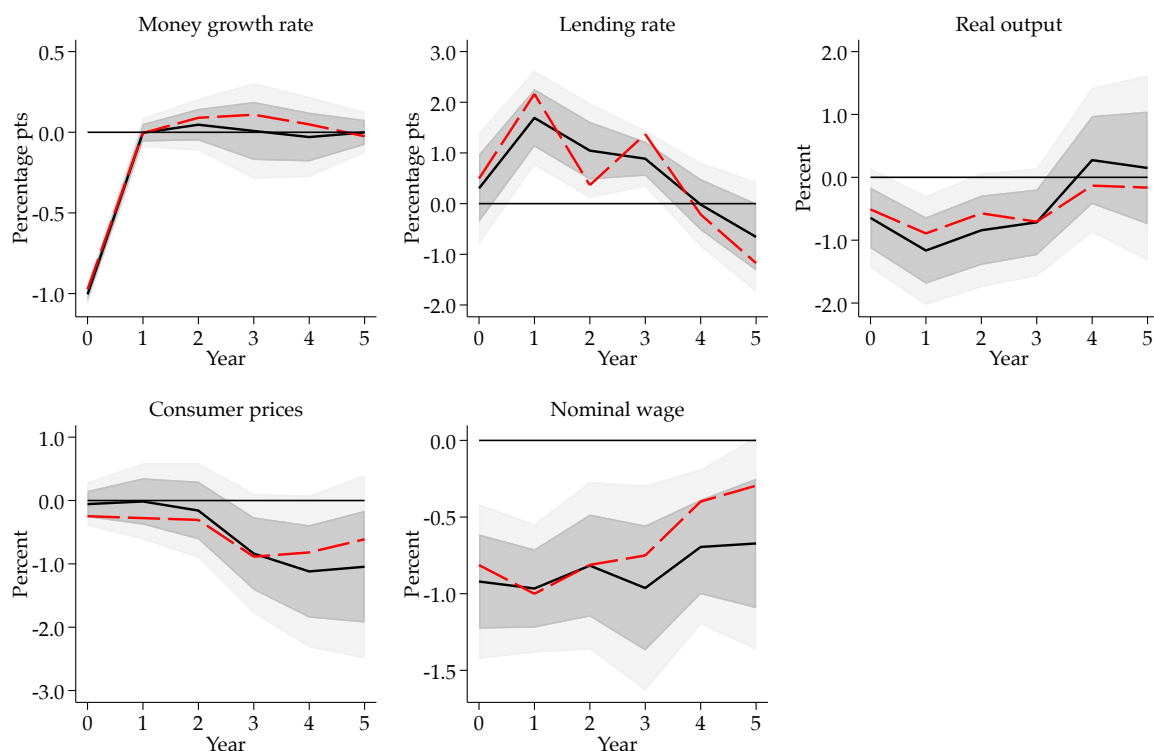 Money growth rate
Percentage pts
0.5
0.0
-0.5
-1.0
0 1 2 3 4 5
Year
Lending rate
Percentage pts
3.0
2.0
1.0
0.0
-1.0
-2.0
0 1 2 3 4 5
Year
Real output
Percent
2.0
1.0
0.0
-1.0
-2.0
0 1 2 3 4 5
Year
Consumer prices
Percent
1.0
0.0
-1.0
-2.0
-3.0
0 1 2 3 4 5
Year
Nominal wage
Percent
0.0
-0.5
-1.0
-1.5
0 1 2 3 4 5
Year